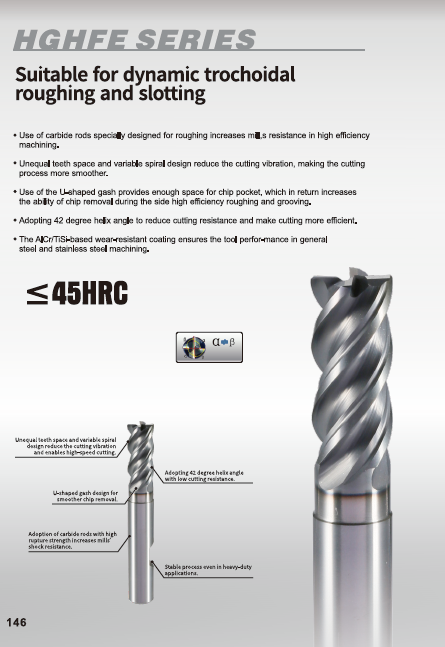 HGHFE SERIES
Suitable for dynamic trochoidal
roughing and slotting
• Use of carbide rods specially designed for roughing increases mill,s resistance in high efficiency
machining.
• Unequal teeth space and variable spiral design reduce the cutting vibration, making the cutting
process more smoother.
• Use of the U-shaped gash provides enough space for chip pocket, which in return increases
the ability of chip removal during the side high efficiency roughing and grooving.
• Adopting 42 degree helix angle to reduce cutting resistance and make cutting more efficient.
• The AlCr/TiSi-based wear-resistant coating ensures the tool perfor-mance in general
steel and stainless steel machining.
≤45HRC
α≠β
Unequal teeth space and variable spiral
design reduce the cutting vibration
and enables high-speed cutting.
Adopting 42 degree helix angle
with low cutting resistance.
U-shaped gash design for
smoother chip removal.
Adoption of carbide rods with high
rupture strength increases mills'
shock resistance.
Stable process even in heavy-duty
applications.
146